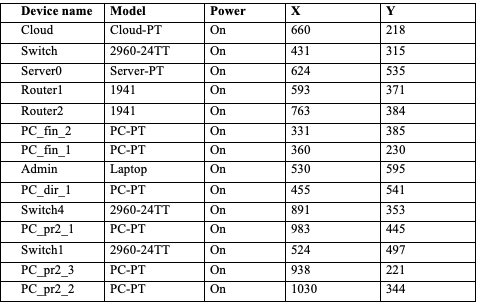 Device name Model Power X Y
Cloud Cloud-PT On 660 218
Switch 2960-24TT On 431 315
Server0 Server-PT On 624 535
Router1 1941 On 593 371
Router2 1941 On 763 384
PC_fin_2 PC-PT On 331 385
PC_fin_1 PC-PT On 360 230
Admin Laptop On 530 595
PC_dir_1 PC-PT On 455 541
Switch4 2960-24TT On 891 353
PC_pr2_1 PC-PT On 983 445
Switch1 2960-24TT On 524 497
PC_pr2_3 PC-PT On 938 221
PC_pr2_2 PC-PT On 1030 344